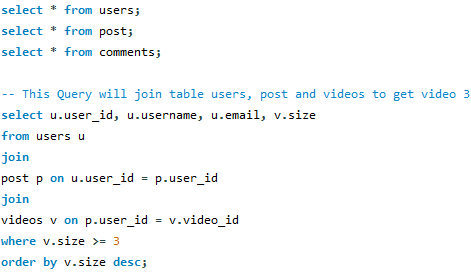 select * from users;
select * from post;
select * from comments;
-- This Query will join table users, post and videos to get video 3
select u.user_id, u.username, u.email, v.size
from users u
join
post p on u.user_id = p.user_id
join
videos v on p.user_id = v.video_id
where v.size >= 3
order by v.size desc;